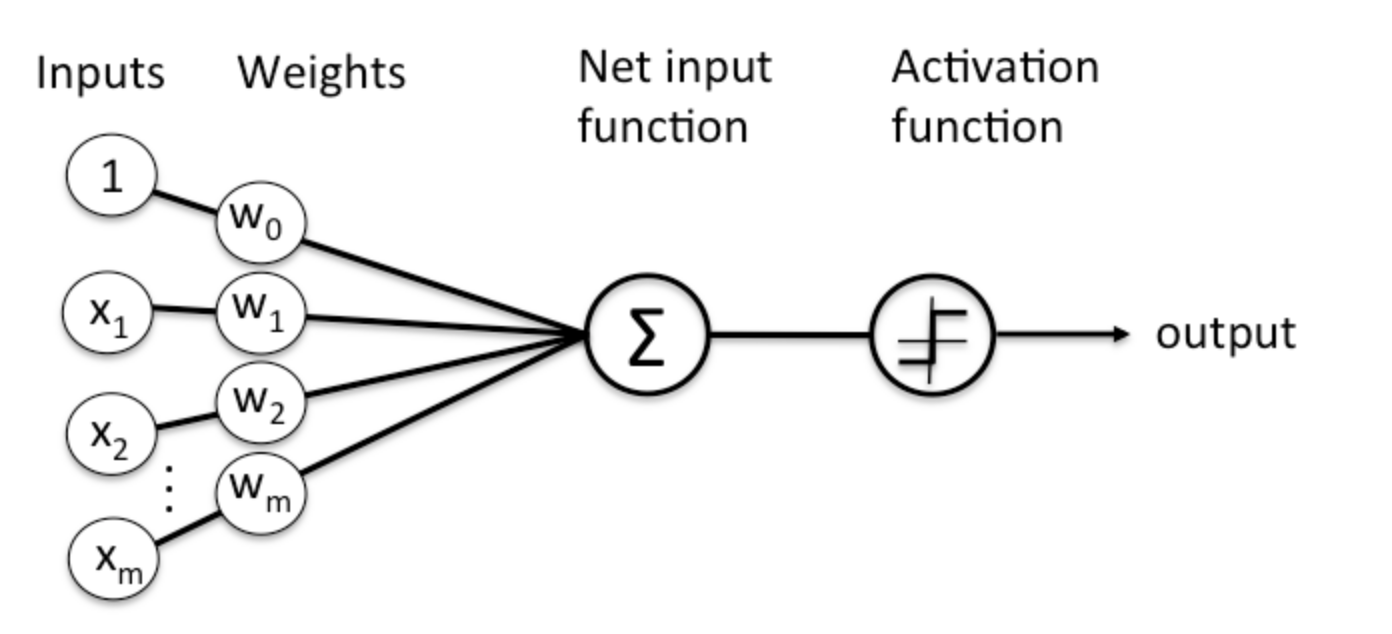 Inputs
Weights
Net input
function
Activation
function
1
w0
x1
w1
x2
w2
⋮
xm
wm
Σ
output